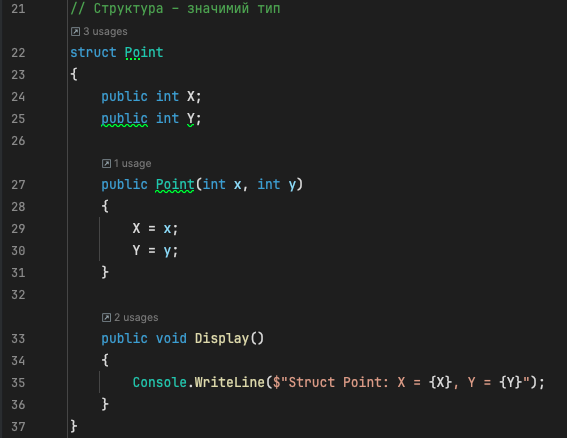 21 // Структура – значимий тип
3 usages
22 struct Point
23 {
24 public int X;
25 public int Y;
26
1 usage
27 public Point(int x, int y)
28 {
29 X = x;
30 Y = y;
31 }
32
2 usages
33 public void Display()
34 {
35 Console.WriteLine($"Struct Point: X = {X}, Y = {Y}");
36 }
37 }